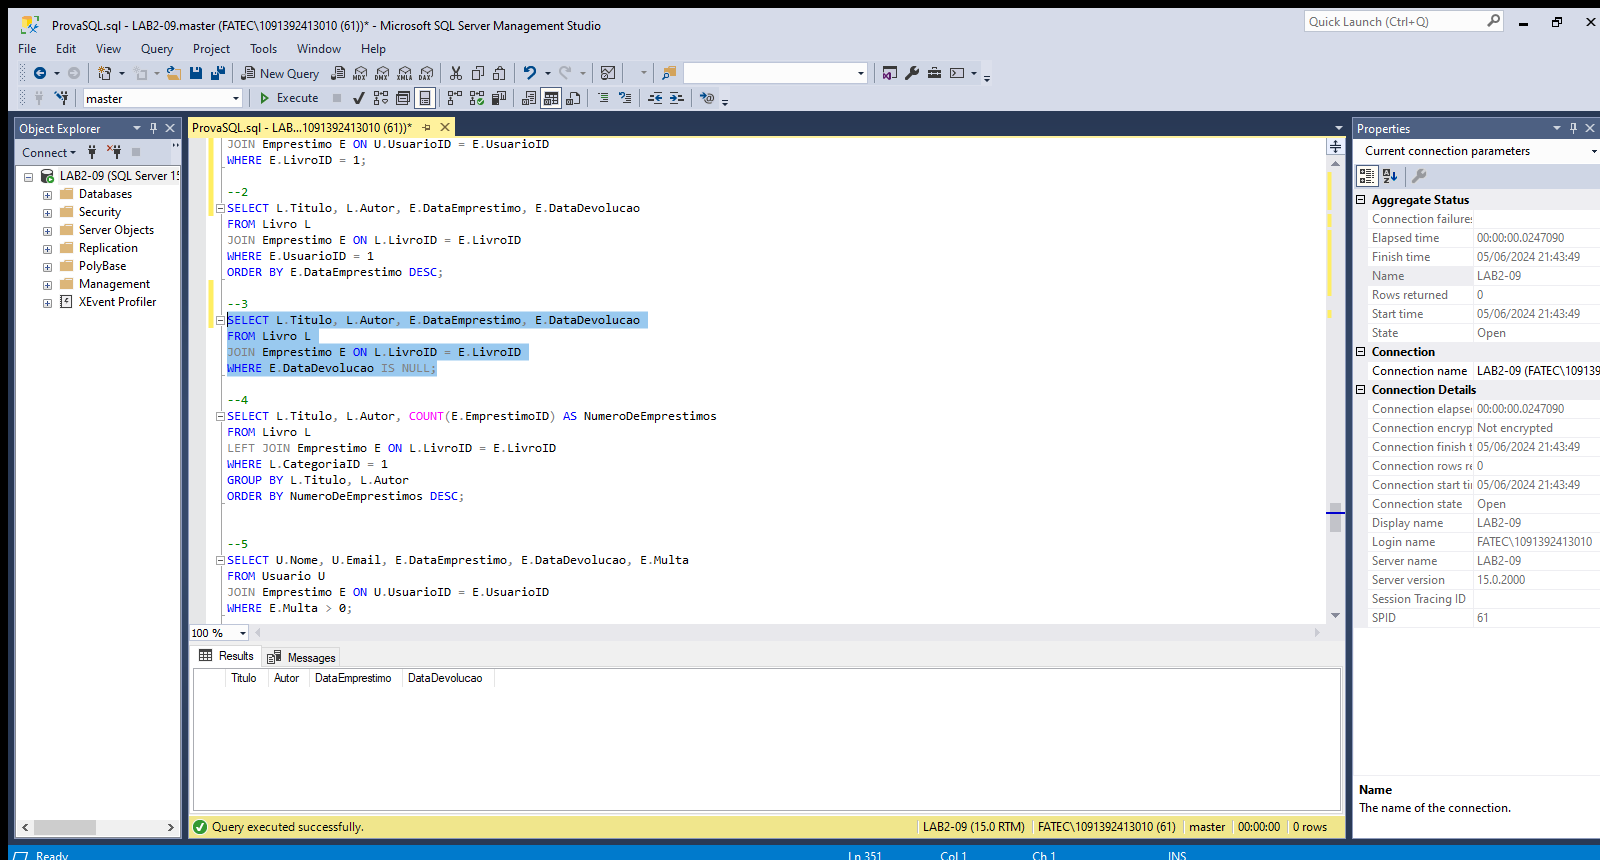 ProvaSQL.sql - LAB2-09.master (FATEC\1091392413010 (61))* - Microsoft SQL Server Management Studio
Quick Launch (Ctrl+Q)
File Edit View Query Project Tools Window Help
New Query MDX DMX XMLA DAX
master Execute
Object Explorer
Connect
LAB2-09 (SQL Server 15
Databases
Security
Server Objects
Replication
PolyBase
Management
XEvent Profiler
ProvaSQL.sql - LAB...1091392413010 (61))*
JOIN Emprestimo E ON U.UsuarioID = E.UsuarioID
WHERE E.LivroID = 1;
--2
SELECT L.Titulo, L.Autor, E.DataEmprestimo, E.DataDevolucao
FROM Livro L
JOIN Emprestimo E ON L.LivroID = E.LivroID
WHERE E.UsuarioID = 1
ORDER BY E.DataEmprestimo DESC;
--3
SELECT L.Titulo, L.Autor, E.DataEmprestimo, E.DataDevolucao
FROM Livro L
JOIN Emprestimo E ON L.LivroID = E.LivroID
WHERE E.DataDevolucao IS NULL;
--4
SELECT L.Titulo, L.Autor, COUNT(E.EmprestimoID) AS NumeroDeEmprestimos
FROM Livro L
LEFT JOIN Emprestimo E ON L.LivroID = E.LivroID
WHERE L.CategoriaID = 1
GROUP BY L.Titulo, L.Autor
ORDER BY NumeroDeEmprestimos DESC;
--5
SELECT U.Nome, U.Email, E.DataEmprestimo, E.DataDevolucao, E.Multa
FROM Usuario U
JOIN Emprestimo E ON U.UsuarioID = E.UsuarioID
WHERE E.Multa > 0;
100 %
Results Messages
Titulo Autor DataEmprestimo DataDevolucao
Query executed successfully. LAB2-09 (15.0 RTM) FATEC\1091392413010 (61) master 00:00:00 0 rows
Properties
Current connection parameters
Aggregate Status
Connection failures
Elapsed time 00:00:00.0247090
Finish time 05/06/2024 21:43:49
Name LAB2-09
Rows returned 0
Start time 05/06/2024 21:43:49
State Open
Connection
Connection name LAB2-09 (FATEC\109139
Connection Details
Connection elapse 00:00:00.0247090
Connection encryp Not encrypted
Connection finish t 05/06/2024 21:43:49
Connection rows re 0
Connection start ti 05/06/2024 21:43:49
Connection state Open
Display name LAB2-09
Login name FATEC\1091392413010
Server name LAB2-09
Server version 15.0.2000
Session Tracing ID
SPID 61
Name
The name of the connection.
Ready Ln 351 Col 1 Ch 1 INS